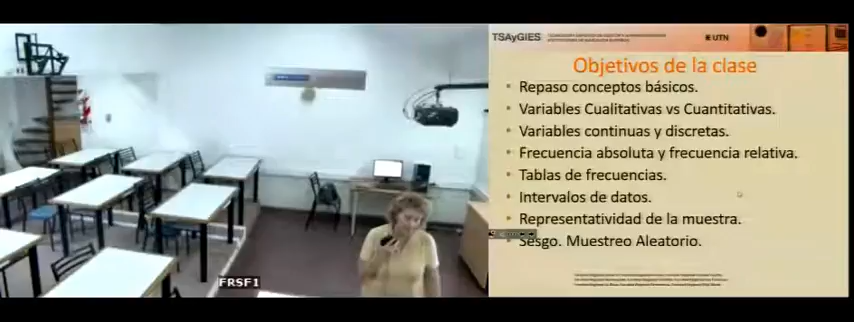 FRSF1
TSAyGIES
UTN
Objetivos de la clase
• Repaso conceptos básicos.
• Variables Cualitativas vs Cuantitativas.
• Variables continuas y discretas.
• Frecuencia absoluta y frecuencia relativa.
• Tablas de frecuencias.
• Intervalos de datos.
• Representatividad de la muestra.
• Sesgo. Muestreo Aleatorio.